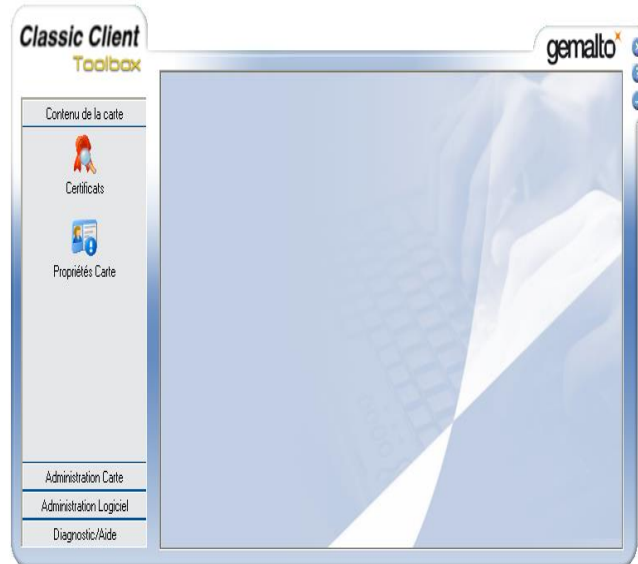 Classic Client
Toolbox
gemalto
Contenu de la carte
Certificats
Propriétés Carte
Administration Carte
Administration Logiciel
Diagnostic/Aide